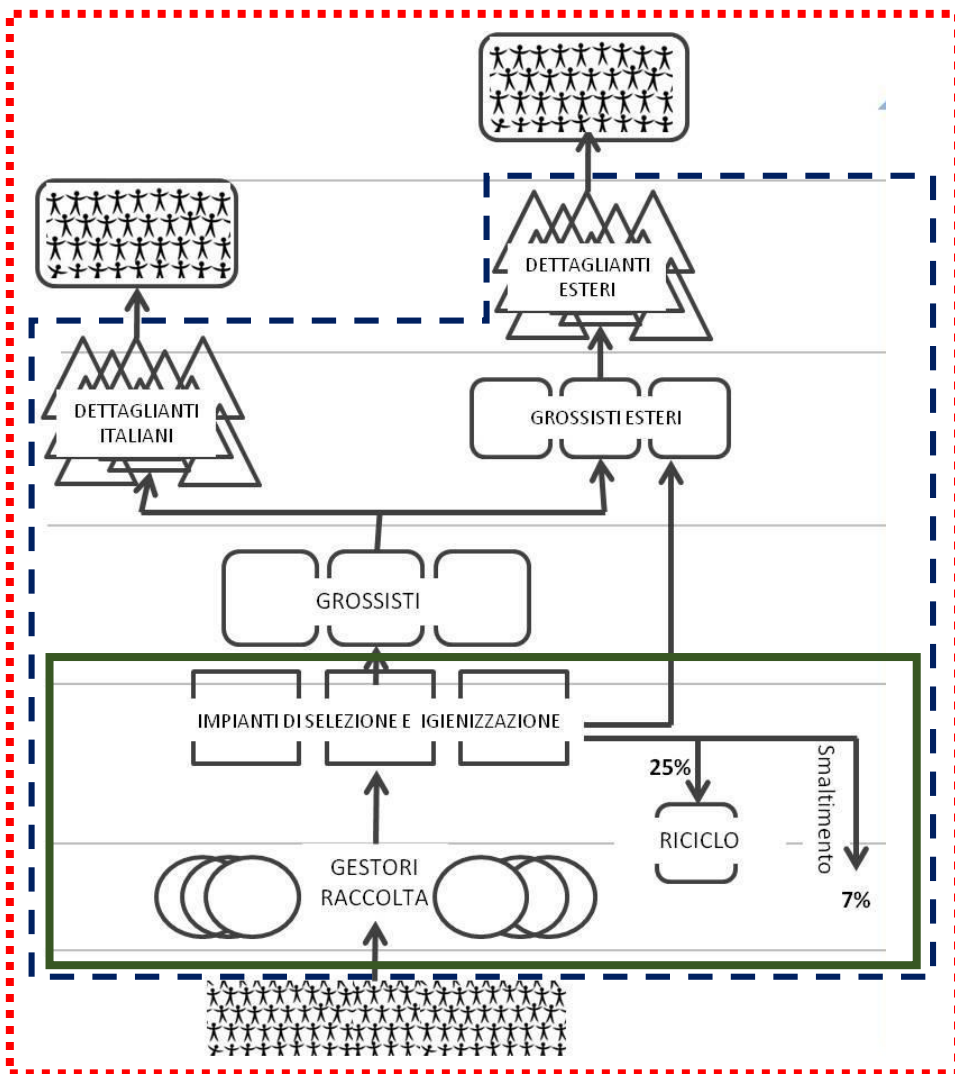 DETTAGLIANTI
ESTERI
DETTAGLIANTI
ITALIANI
GROSSISTI ESTERI
GROSSISTI
IMPIANTI DI SELEZIONE E IGIENIZZAZIONE
25%
Smaltimento
RICICLO
GESTORI
RACCOLTA
7%